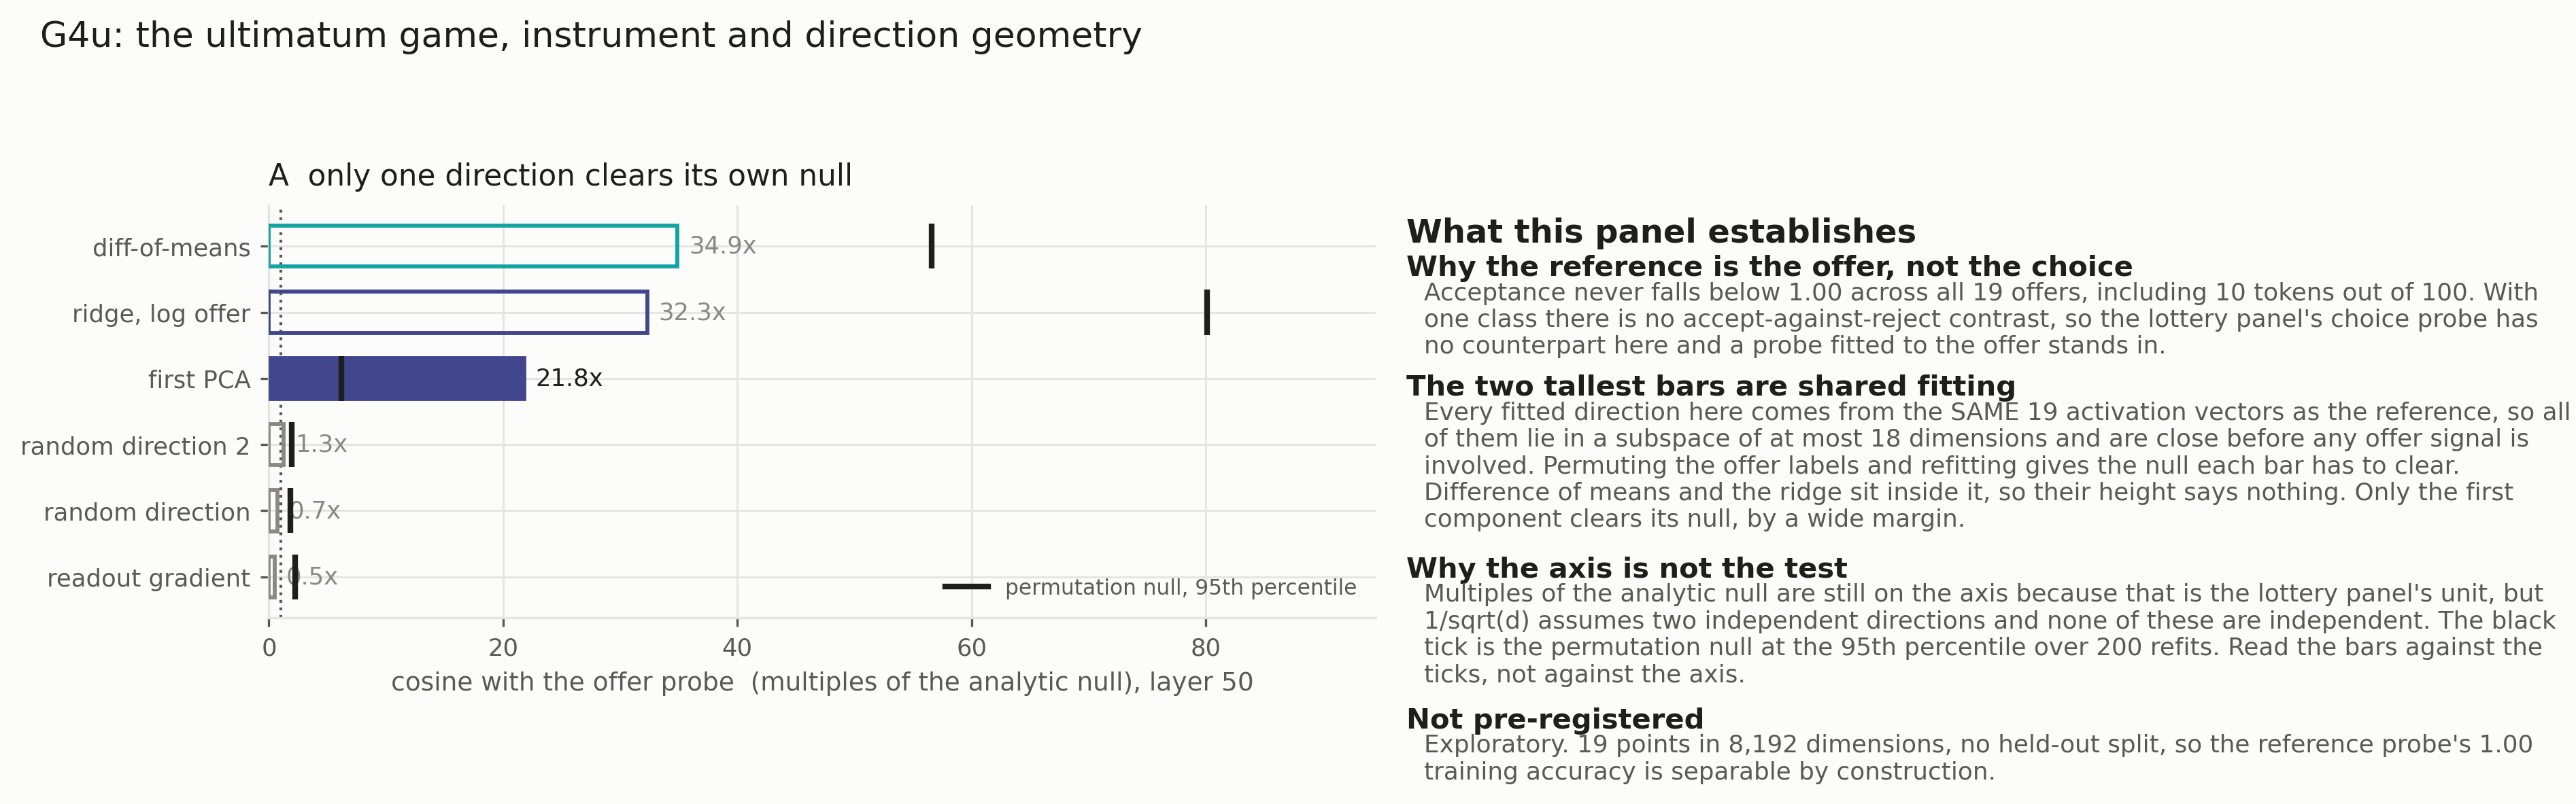 G4u: the ultimatum game, instrument and direction geometry
A  only one direction clears its own null
diff-of-means
34.9x
ridge, log offer
32.3x
first PCA
21.8x
random direction 2
1.3x
random direction
0.7x
readout gradient
0.5x
permutation null, 95th percentile
0 20 40 60 80
cosine with the offer probe  (multiples of the analytic null), layer 50
What this panel establishes
Why the reference is the offer, not the choice
Acceptance never falls below 1.00 across all 19 offers, including 10 tokens out of 100. With
one class there is no accept-against-reject contrast, so the lottery panel's choice probe has
no counterpart here and a probe fitted to the offer stands in.
The two tallest bars are shared fitting
Every fitted direction here comes from the SAME 19 activation vectors as the reference, so all
of them lie in a subspace of at most 18 dimensions and are close before any offer signal is
involved. Permuting the offer labels and refitting gives the null each bar has to clear.
Difference of means and the ridge sit inside it, so their height says nothing. Only the first
component clears its null, by a wide margin.
Why the axis is not the test
Multiples of the analytic null are still on the axis because that is the lottery panel's unit, but
1/sqrt(d) assumes two independent directions and none of these are independent. The black
tick is the permutation null at the 95th percentile over 200 refits. Read the bars against the
ticks, not against the axis.
Not pre-registered
Exploratory. 19 points in 8,192 dimensions, no held-out split, so the reference probe's 1.00
training accuracy is separable by construction.